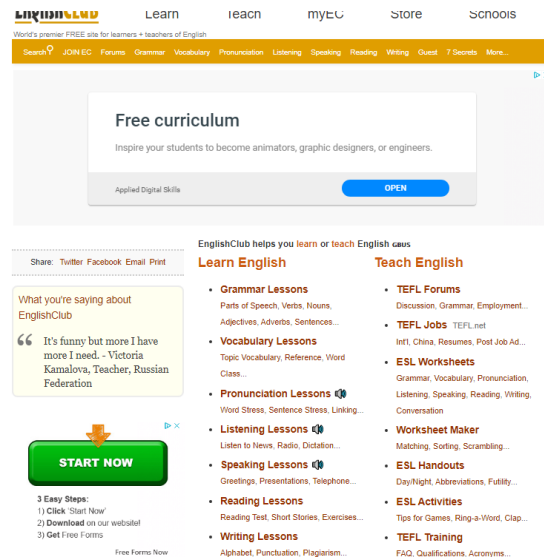 EnglishCLUB
Learn Teach myEC Store Schools
World's premier FREE site for learners + teachers of English
Search JOIN EC Forums Grammar Vocabulary Pronunciation Listening Speaking Reading Writing Guest 7 Secrets More...
Free curriculum
Inspire your students to become animators, graphic designers, or engineers.
Applied Digital Skills
OPEN
Share: Twitter Facebook Email Print
What you're saying about
EnglishClub
It's funny but more I have
more I need. - Victoria
Kamalova, Teacher, Russian
Federation
START NOW
3 Easy Steps:
1) Click 'Start Now'
2) Download on our website!
3) Get Free Forms
Free Forms Now
EnglishClub helps you learn or teach English GBUS
Learn English
• Grammar Lessons
Parts of Speech, Verbs, Nouns,
Adjectives, Adverbs, Sentences...
• Vocabulary Lessons
Topic Vocabulary, Reference, Word
Class...
• Pronunciation Lessons
Word Stress, Sentence Stress, Linking...
• Listening Lessons
Listen to News, Radio, Dictation...
• Speaking Lessons
Greetings, Presentations, Telephone...
• Reading Lessons
Reading Test, Short Stories, Exercises...
• Writing Lessons
Alphabet, Punctuation, Plagiarism...
Teach English
• TEFL Forums
Discussion, Grammar, Employment...
• TEFL Jobs TEFL.net
Int'l, China, Resumes, Post Job Ad...
• ESL Worksheets
Grammar, Vocabulary, Pronunciation,
Listening, Speaking, Reading, Writing,
Conversation
• Worksheet Maker
Matching, Sorting, Scrambling...
• ESL Handouts
Day/Night, Abbreviations, Futility...
• ESL Activities
Tips for Games, Ring-a-Word, Clap...
• TEFL Training
FAQ, Qualifications, Acronyms...